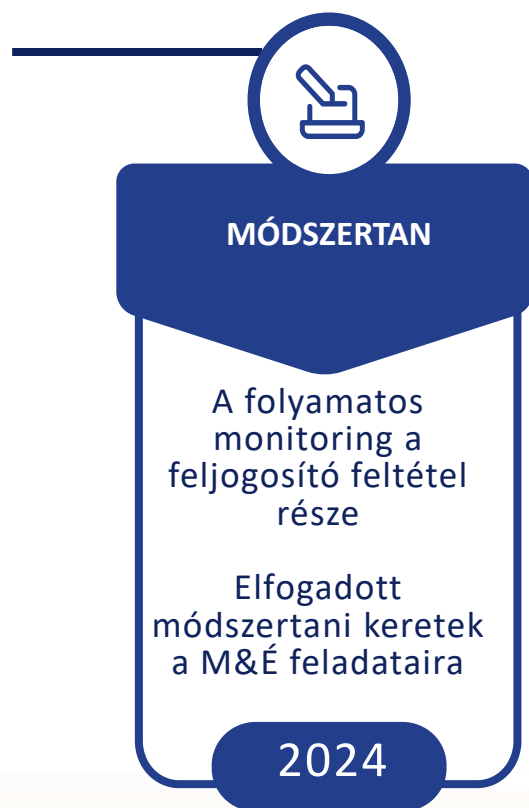 MÓDSZERTAN
A folyamatos
monitoring a
feljogosító feltétel
része
Elfogadott
módszertani keretek
a M&É feladataira
2024